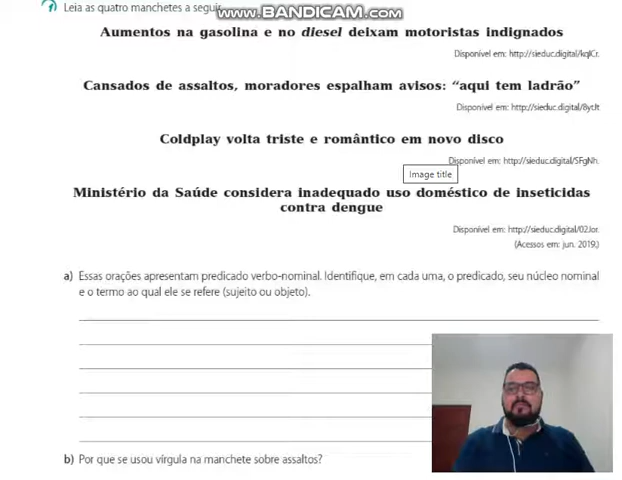 1 Leia as quatro manchetes a seguir.
www.BANDICAM.com
Aumentos na gasolina e no diesel deixam motoristas indignados
Disponível em: http://sieduc.digital/kqICr.
Cansados de assaltos, moradores espalham avisos: “aqui tem ladrão”
Disponível em: http://sieduc.digital/8ytJt
Coldplay volta triste e romântico em novo disco
Disponível em: http://sieduc.digital/SFgNh.
Image title
Ministério da Saúde considera inadequado uso doméstico de inseticidas
contra dengue
Disponível em: http://sieduc.digital/02Jor.
(Acessos em: jun. 2019.)
a) Essas orações apresentam predicado verbo-nominal. Identifique, em cada uma, o predicado, seu núcleo nominal
e o termo ao qual ele se refere (sujeito ou objeto).
b) Por que se usou vírgula na manchete sobre assaltos?